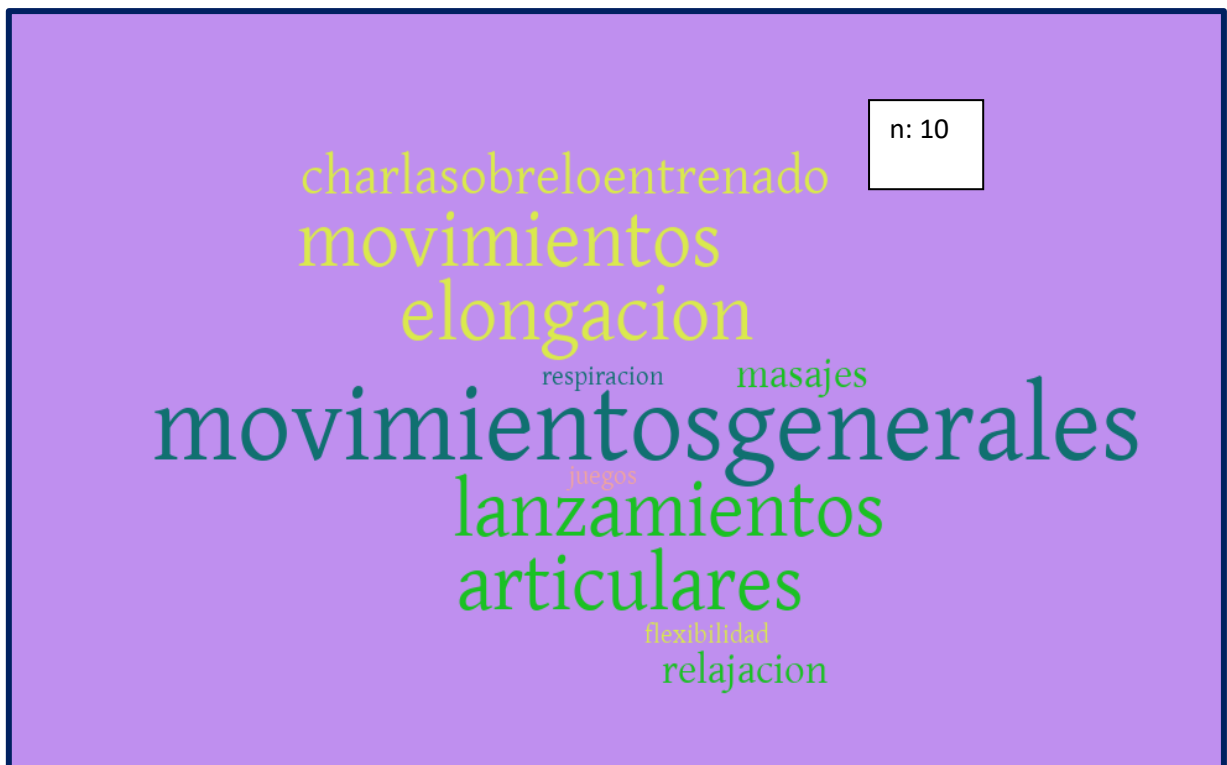 n: 10
charlasobreloentrenado
movimientos
elongacion
respiracion
masajes
movimientosgenerales
juegos
lanzamientos
articulares
flexibilidad
relajacion